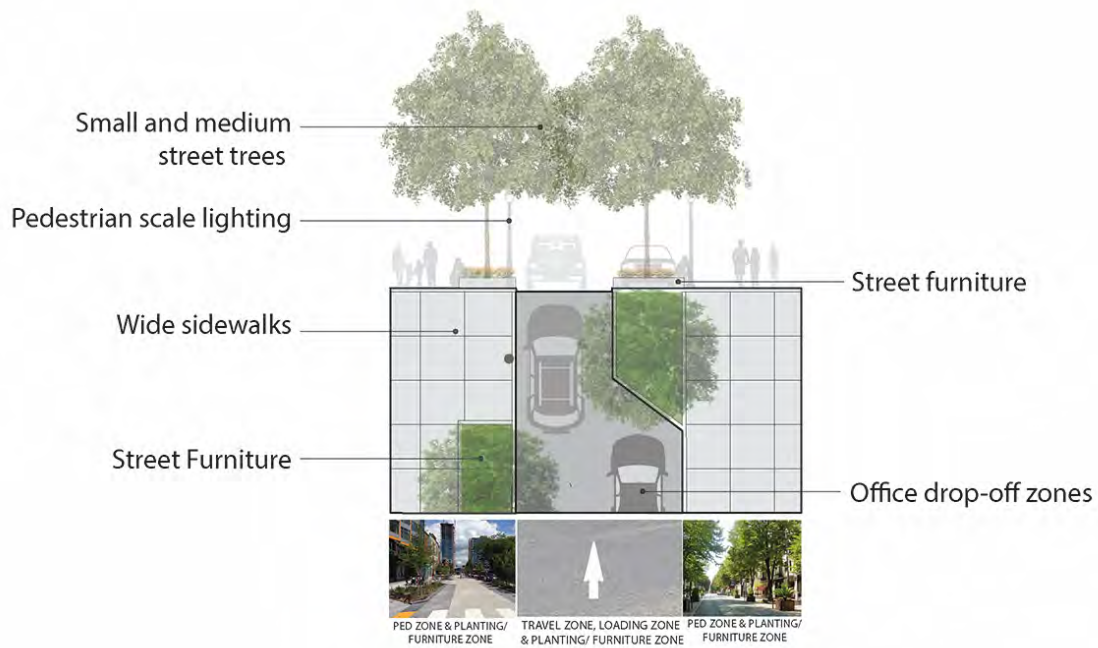 Small and medium
street trees
Pedestrian scale lighting
Street furniture
Wide sidewalks
Street Furniture
Office drop-off zones
PED ZONE & PLANTING/
FURNITURE ZONE
TRAVEL ZONE, LOADING ZONE
& PLANTING/ FURNITURE ZONE
PED ZONE & PLANTING/
FURNITURE ZONE